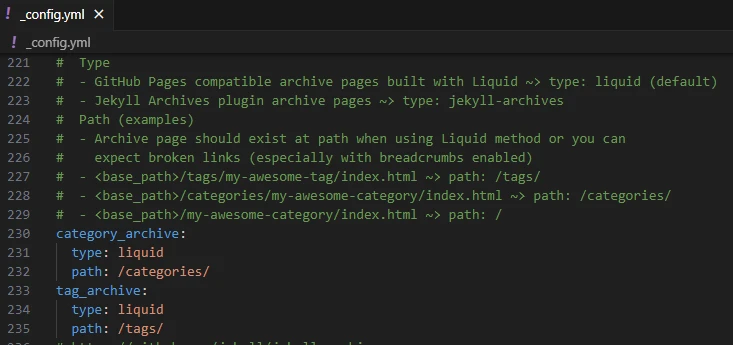 ! _config.yml ×
! _config.yml
221 #  Type
222 #  - GitHub Pages compatible archive pages built with Liquid ~> type: liquid (default)
223 #  - Jekyll Archives plugin archive pages ~> type: jekyll-archives
224 #  Path (examples)
225 #  - Archive page should exist at path when using Liquid method or you can
226 #    expect broken links (especially with breadcrumbs enabled)
227 #  - <base_path>/tags/my-awesome-tag/index.html ~> path: /tags/
228 #  - <base_path>/categories/my-awesome-category/index.html ~> path: /categories/
229 #  - <base_path>/my-awesome-category/index.html ~> path: /
230 category_archive:
231   type: liquid
232   path: /categories/
233 tag_archive:
234   type: liquid
235   path: /tags/